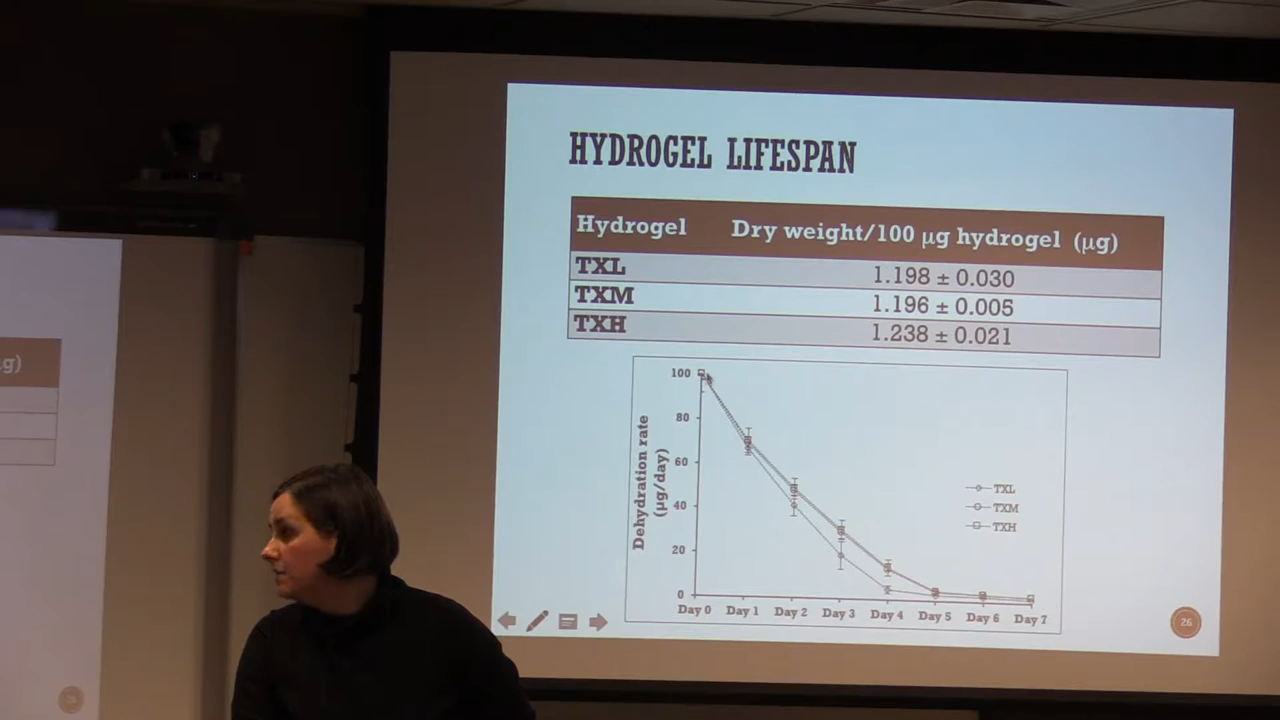 HYDROGEL LIFESPAN
Hydrogel Dry weight/100 µg hydrogel (µg)
TXL 1.198 ± 0.030
TXM 1.196 ± 0.005
TXH 1.238 ± 0.021
g)
Dehydration rate
(µg/day)
100
80
60
40
20
0
Day 0 Day 1 Day 2 Day 3 Day 4 Day 5 Day 6 Day 7
TXL
TXM
TXH
26